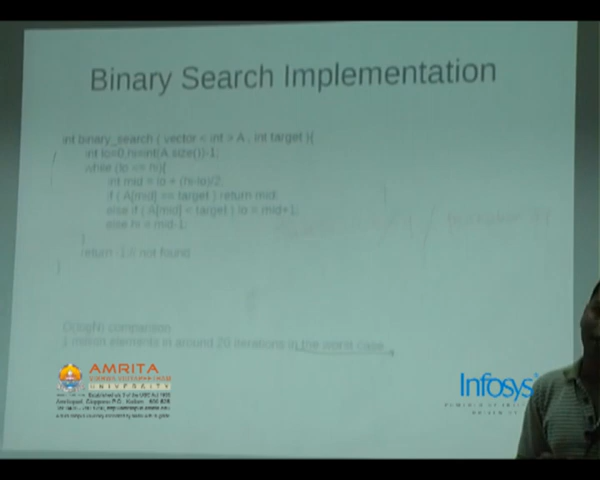 Binary Search Implementation
int binary_search ( vector < int > A , int target ){
int lo=0,hi=int(A.size())-1;
while (lo <= hi){
int mid = lo + (hi-lo)/2;
if ( A[mid] == target ) return mid;
else if ( A[mid] < target ) lo = mid+1;
else hi = mid-1;
}
return -1 // not found
}
O(logN) comparision
1 million elements in around 20 iterations in the worst case.
AMRITA
UNIVERSITY
Infosys